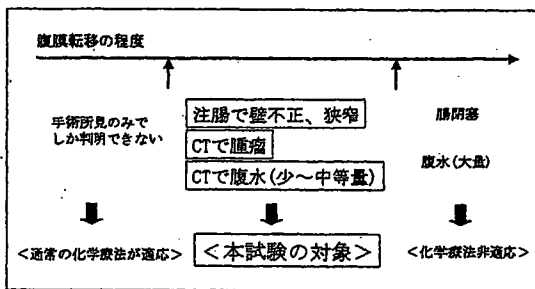 腹膜転移の程度
手術所見のみで
しか判明できない
注腸で壁不正、狭窄
CTで腫瘤
CTで腹水(少～中等量)
腸閉塞
腹水(大量)
<通常の化学療法が適応>
<本試験の対象>
<化学療法非適応>